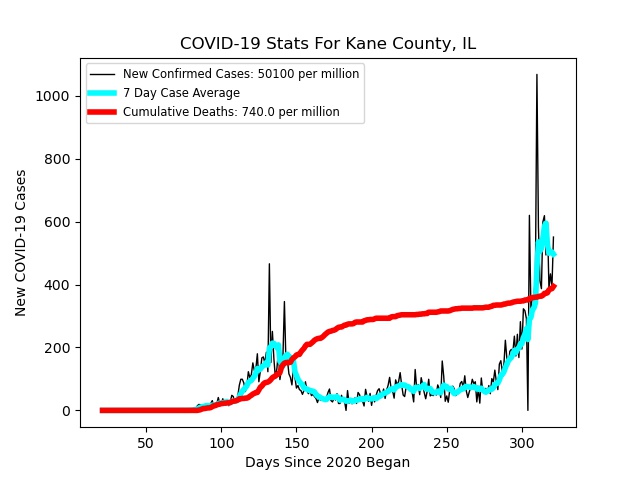 COVID-19 Stats For Kane County, IL
New Confirmed Cases: 50100 per million
7 Day Case Average
Cumulative Deaths: 740.0 per million
New COVID-19 Cases
1000
800
600
400
200
0
50 100 150 200 250 300
Days Since 2020 Began